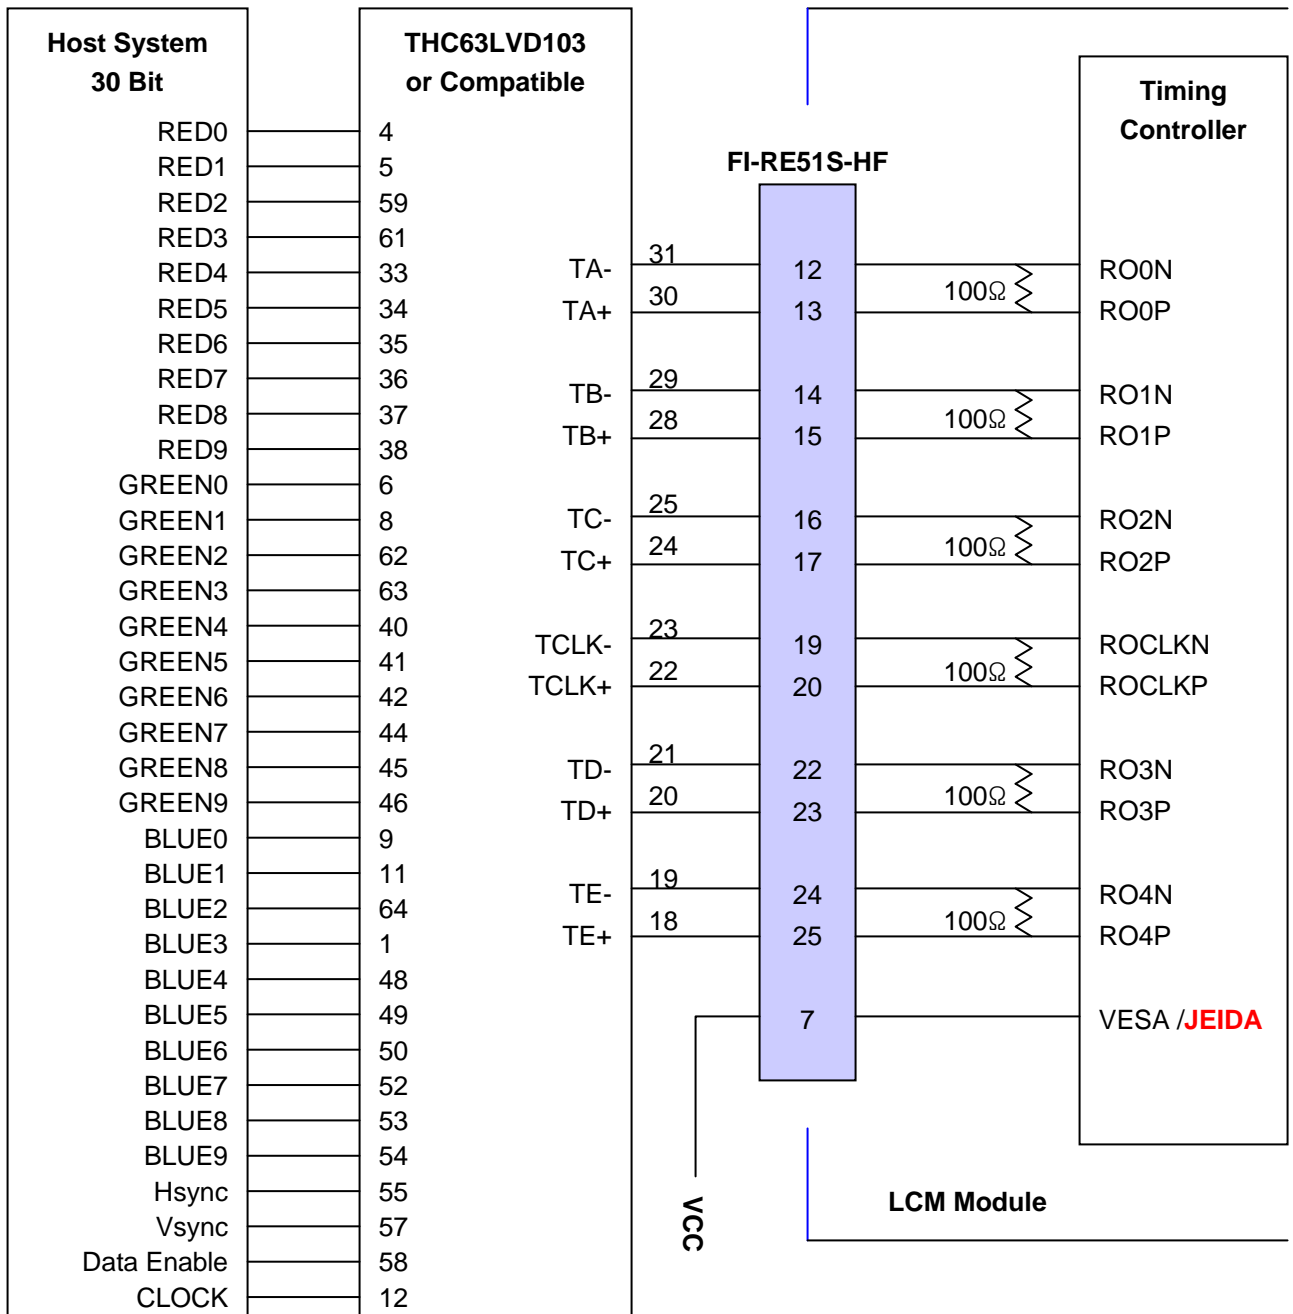 Host System
30 Bit
RED0
RED1
RED2
RED3
RED4
RED5
RED6
RED7
RED8
RED9
GREEN0
GREEN1
GREEN2
GREEN3
GREEN4
GREEN5
GREEN6
GREEN7
GREEN8
GREEN9
BLUE0
BLUE1
BLUE2
BLUE3
BLUE4
BLUE5
BLUE6
BLUE7
BLUE8
BLUE9
Hsync
Vsync
Data Enable
CLOCK
THC63LVD103
or Compatible
4
5
59
61
33
34
35
36
37
38
6
8
62
63
40
41
42
44
45
46
9
11
64
1
48
49
50
52
53
54
55
57
58
12
TA-
TA+
TB-
TB+
TC-
TC+
TCLK-
TCLK+
TD-
TD+
TE-
TE+
31
30
29
28
25
24
23
22
21
20
19
18
VCC
FI-RE51S-HF
12
13
14
15
16
17
19
20
22
23
24
25
7
100Ω
100Ω
100Ω
100Ω
100Ω
100Ω
Timing
Controller
RO0N
RO0P
RO1N
RO1P
RO2N
RO2P
ROCLKN
ROCLKP
RO3N
RO3P
RO4N
RO4P
VESA /JEIDA
LCM Module